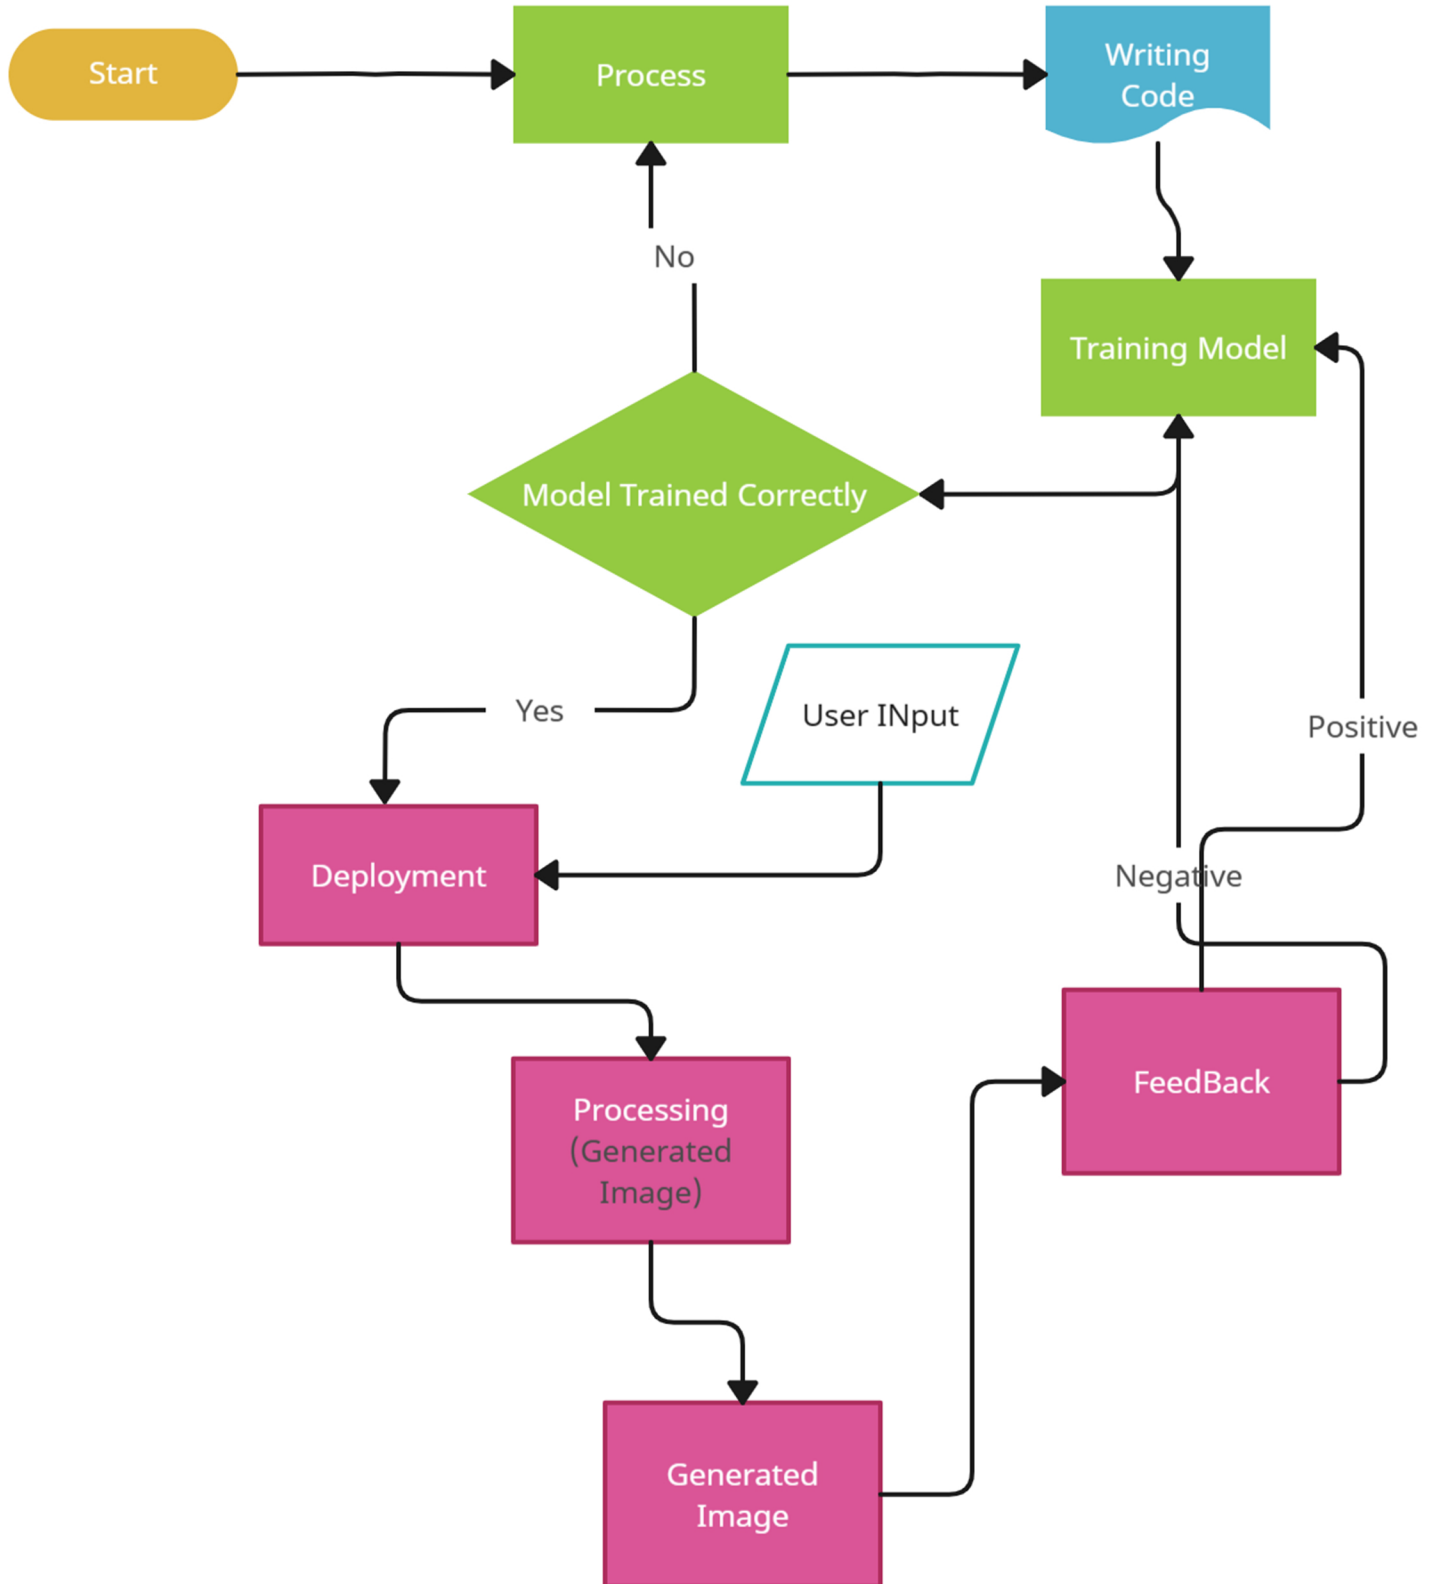 Start
Process
Writing
Code
No
Training Model
Model Trained Correctly
Yes
User INput
Positive
Deployment
Negative
Processing
(Generated
Image)
FeedBack
Generated
Image